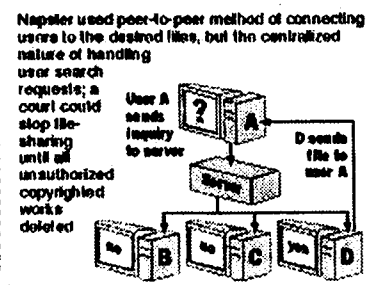 Napster used peer-to-peer method of connecting
users to the desired files, but the centralized
nature of handling
user search
requests; a
court could
stop file-
sharing
until all
unauthorized
copyrighted
works
deleted
User A
sends
inquiry
to server
?
A
D sends
file to
user A
Server
no
B
no
C
yes
D